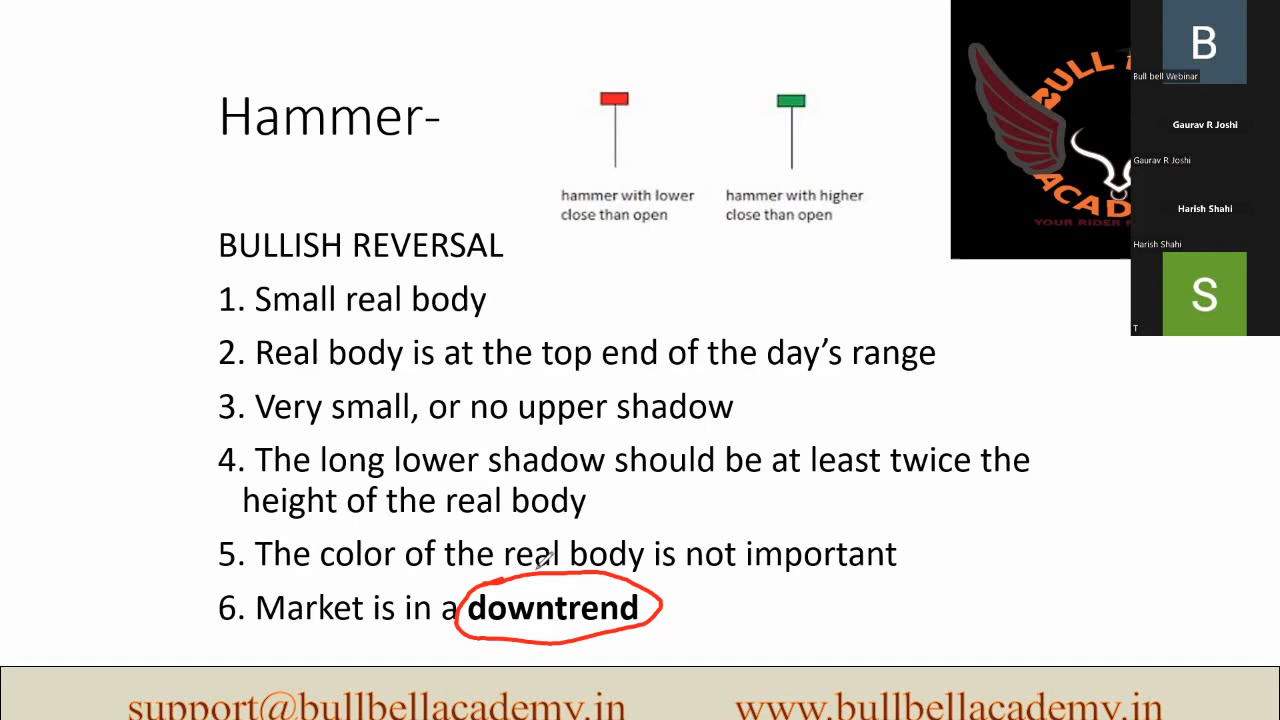 Hammer-
hammer with lower
close than open
hammer with higher
close than open
BULLISH REVERSAL
1. Small real body
2. Real body is at the top end of the day’s range
3. Very small, or no upper shadow
4. The long lower shadow should be at least twice the
height of the real body
5. The color of the real body is not important
6. Market is in a downtrend
support@bullbellacademy.in
www.bullbellacademy.in
BULL
ACAD
YOUR RIDER
B
Bull bell Webinar
Gaurav R Joshi
Gaurav R Joshi
Harish Shahi
Harish Shahi
S
T